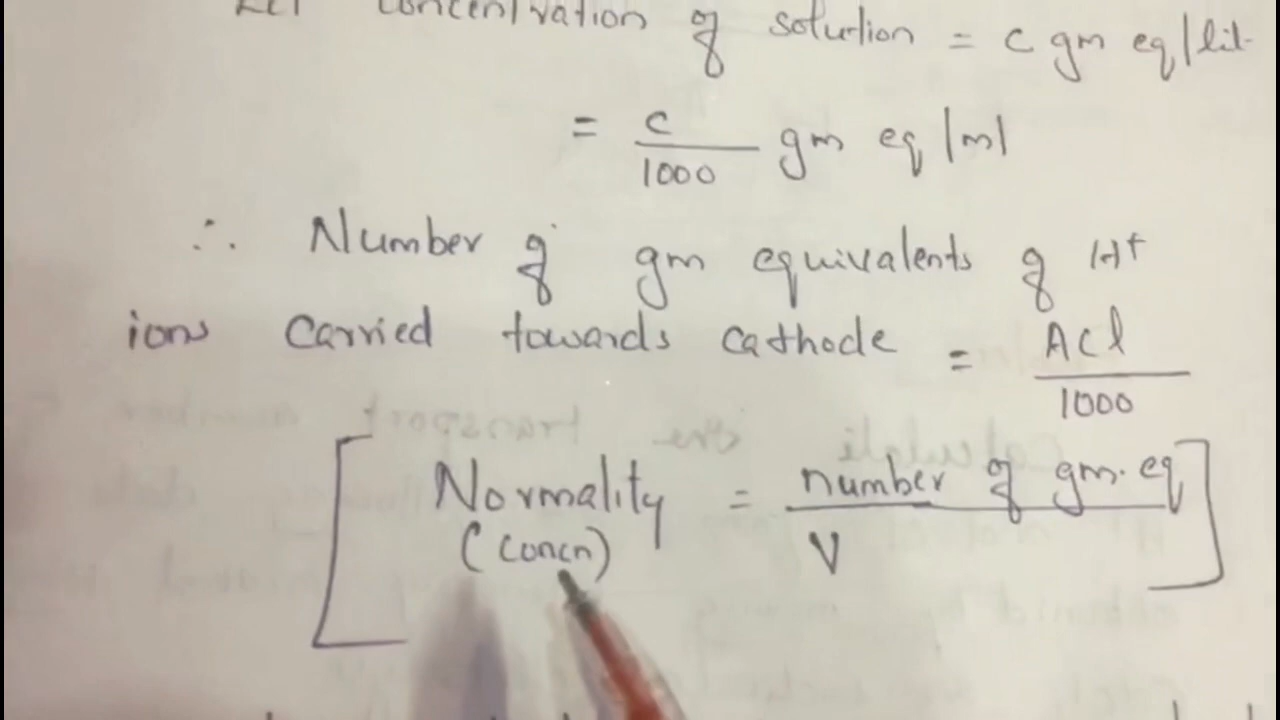 Let concentration of solution = c gm eq/lit.
= c/1000 gm eq/ml
∴ Number of gm equivalents of H⁺
ions carried towards cathode = ACl/1000
[Normality = number of gm.eq/V]
(concn)